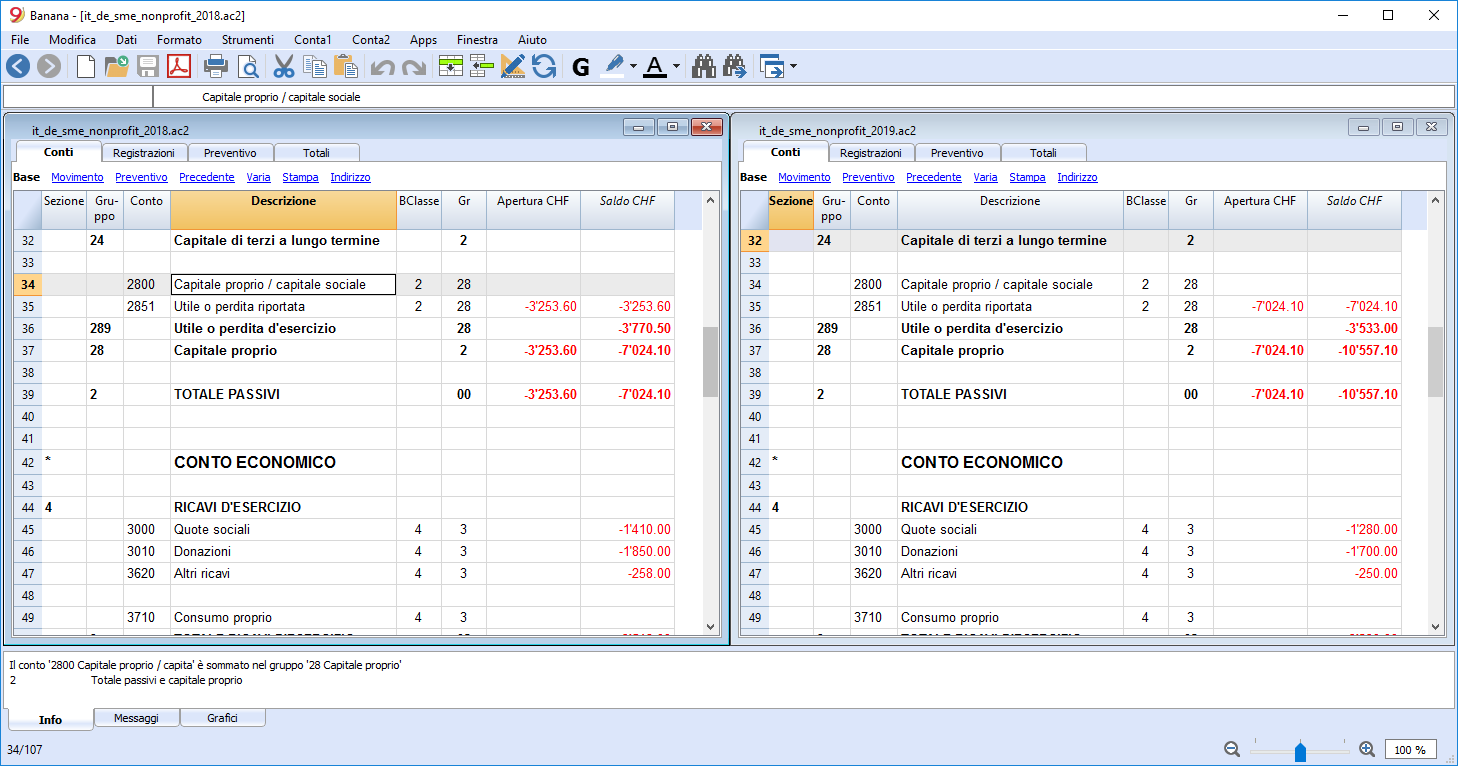 Banana - [it_de_sme_nonprofit_2018.ac2]
File Modifica Dati Formato Strumenti Conta1 Conta2 Apps Finestra Aiuto
G A
Capitale proprio / capitale sociale
it_de_sme_nonprofit_2018.ac2
Conti Registrazioni Preventivo Totali
Base Movimento Preventivo Precedente Varia Stampa Indirizzo
Sezione Gru-ppo Conto Descrizione BClasse Gr Apertura CHF Saldo CHF
32 24 Capitale di terzi a lungo termine 2
33
34 2800 Capitale proprio / capitale sociale 2 28
35 2851 Utile o perdita riportata 2 28 -3'253.60 -3'253.60
36 289 Utile o perdita d'esercizio 28 -3'770.50
37 28 Capitale proprio 2 -3'253.60 -7'024.10
38
39 2 TOTALE PASSIVI 00 -3'253.60 -7'024.10
40
41
42 * CONTO ECONOMICO
43
44 4 RICAVI D'ESERCIZIO
45 3000 Quote sociali 4 3 -1'410.00
46 3010 Donazioni 4 3 -1'850.00
47 3620 Altri ricavi 4 3 -258.00
48
49 3710 Consumo proprio 4 3
it_de_sme_nonprofit_2019.ac2
Conti Registrazioni Preventivo Totali
Base Movimento Preventivo Precedente Varia Stampa Indirizzo
Sezione Gru-ppo Conto Descrizione BClasse Gr Apertura CHF Saldo CHF
32 24 Capitale di terzi a lungo termine 2
33
34 2800 Capitale proprio / capitale sociale 2 28
35 2851 Utile o perdita riportata 2 28 -7'024.10 -7'024.10
36 289 Utile o perdita d'esercizio 28 -3'533.00
37 28 Capitale proprio 2 -7'024.10 -10'557.10
38
39 2 TOTALE PASSIVI 00 -7'024.10 -10'557.10
40
41
42 * CONTO ECONOMICO
43
44 4 RICAVI D'ESERCIZIO
45 3000 Quote sociali 4 3 -1'280.00
46 3010 Donazioni 4 3 -1'700.00
47 3620 Altri ricavi 4 3 -250.00
48
49 3710 Consumo proprio 4 3
Il conto '2800 Capitale proprio / capita' è sommato nel gruppo '28 Capitale proprio'
2 Totale passivi e capitale proprio
Info Messaggi Grafici
34/107
100 %